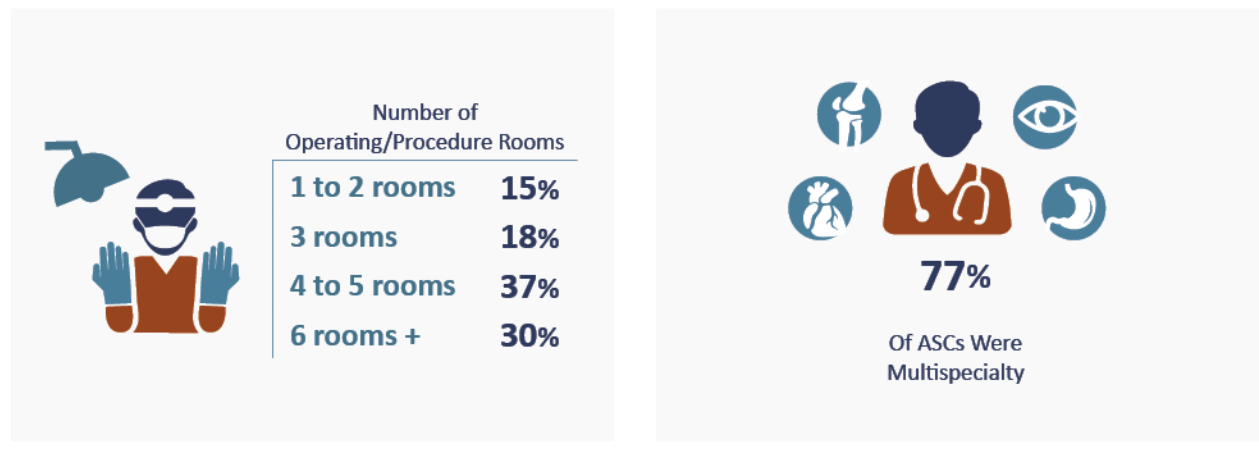 Number of
Operating/Procedure Rooms
1 to 2 rooms 15%
3 rooms 18%
4 to 5 rooms 37%
6 rooms + 30%
77%
Of ASCs Were
Multispecialty